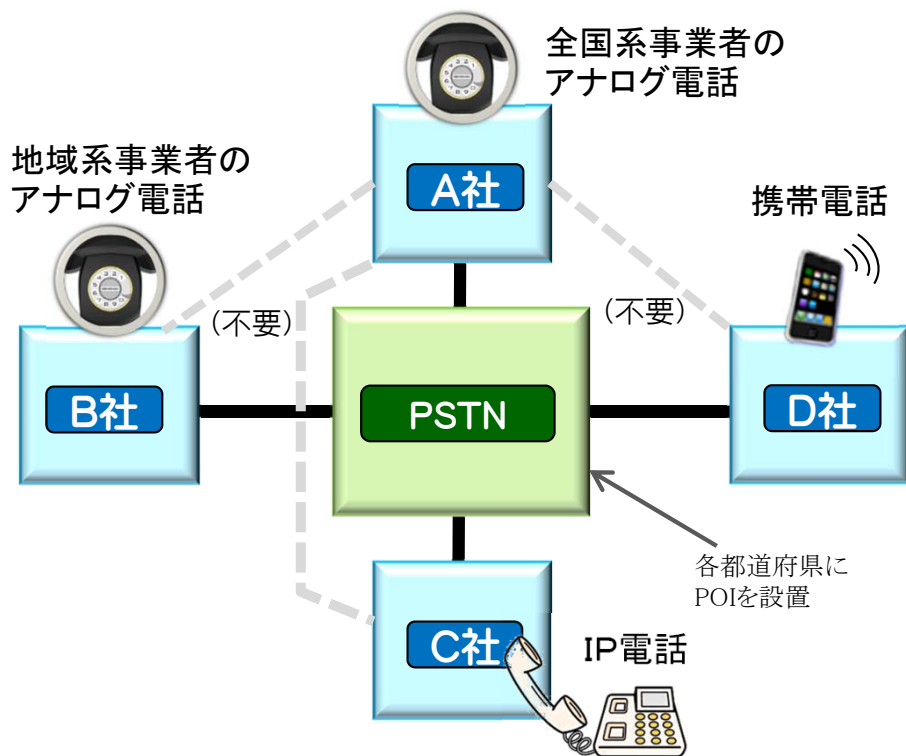 全国系事業者の
アナログ電話
A社
地域系事業者の
アナログ電話
携帯電話
(不要)
(不要)
B社
PSTN
D社
各都道府県に
POIを設置
C社
IP電話